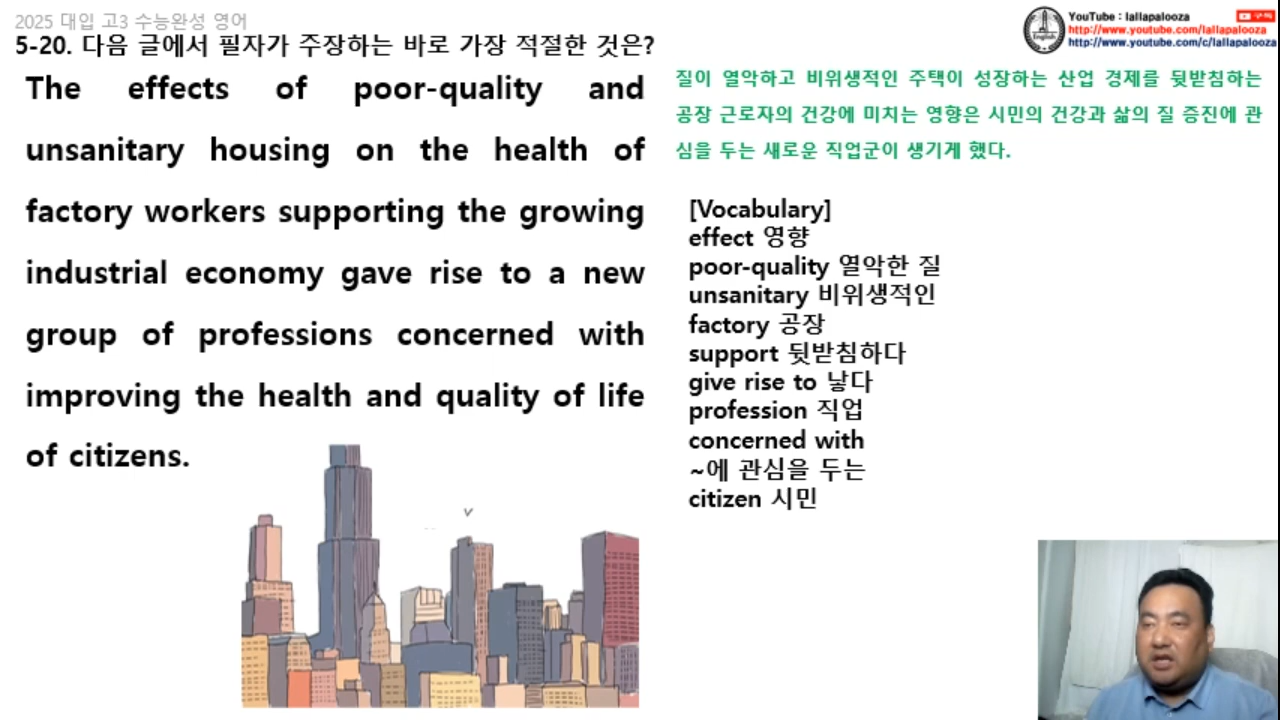 2025 대입 고3 수능완성 영어
5-20. 다음 글에서 필자가 주장하는 바로 가장 적절한 것은?
The effects of poor-quality and
unsanitary housing on the health of
factory workers supporting the growing
industrial economy gave rise to a new
group of professions concerned with
improving the health and quality of life
of citizens.
YouTube : lallapalooza
http://www.youtube.com/lallapalooza
http://www.youtube.com/c/lallapalooza
질이 열악하고 비위생적인 주택이 성장하는 산업 경제를 뒷받침하는
공장 근로자의 건강에 미치는 영향은 시민의 건강과 삶의 질 증진에 관
심을 두는 새로운 직업군이 생기게 했다.
[Vocabulary]
effect 영향
poor-quality 열악한 질
unsanitary 비위생적인
factory 공장
support 뒷받침하다
give rise to 낳다
profession 직업
concerned with
~에 관심을 두는
citizen 시민